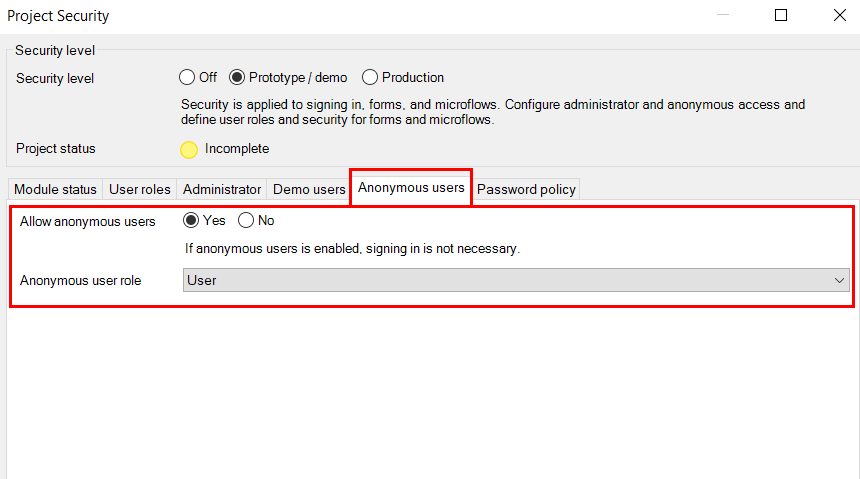 Project Security
Security level
Security level
Off
Prototype / demo
Production
Security is applied to signing in, forms, and microflows. Configure administrator and anonymous access and
define user roles and security for forms and microflows.
Project status
Incomplete
Module status
User roles
Administrator
Demo users
Anonymous users
Password policy
Allow anonymous users
Yes
No
If anonymous users is enabled, signing in is not necessary.
Anonymous user role
User